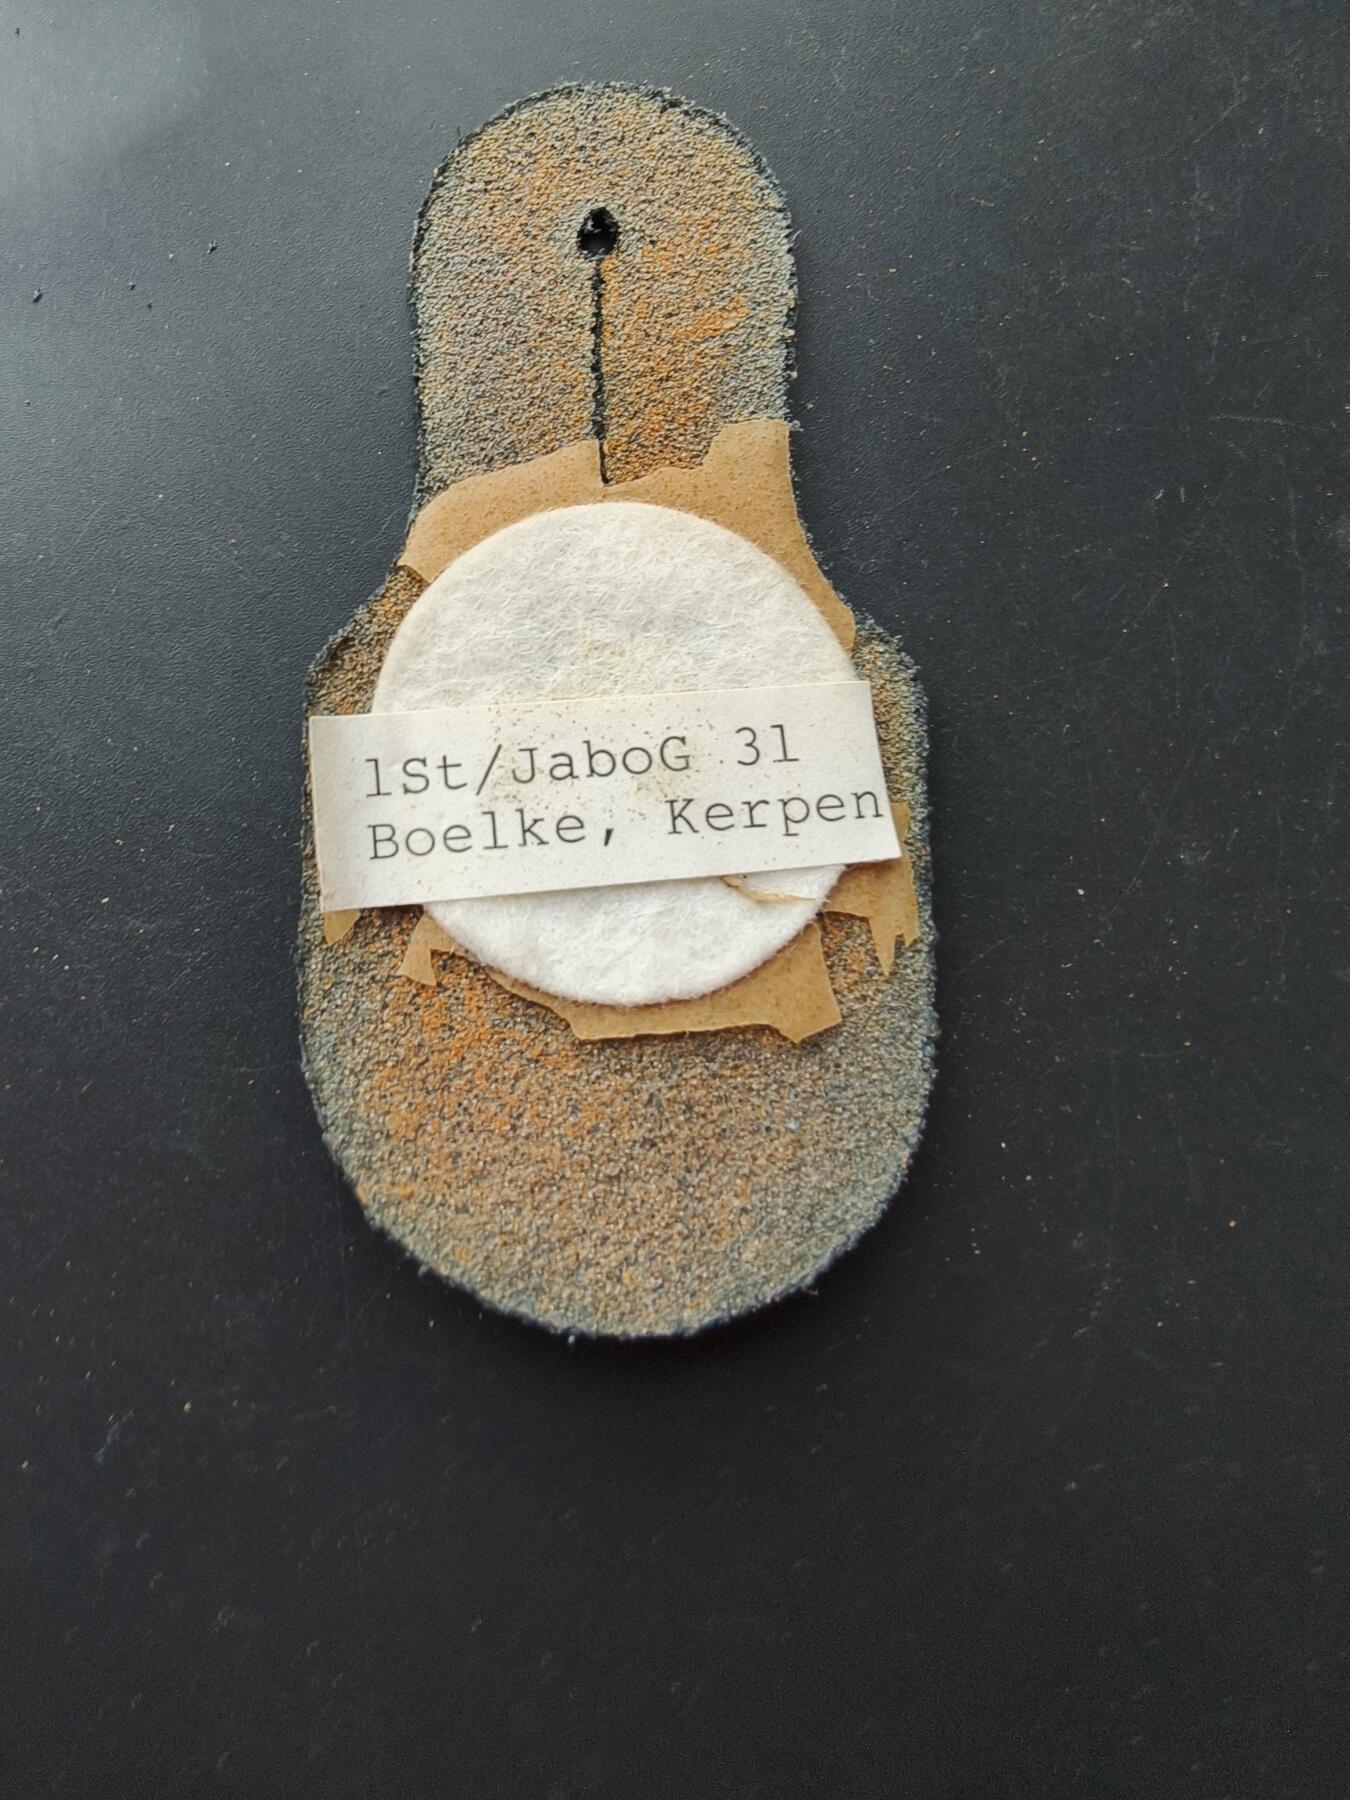 1St/JaboG 31
Boelke, Kerpen